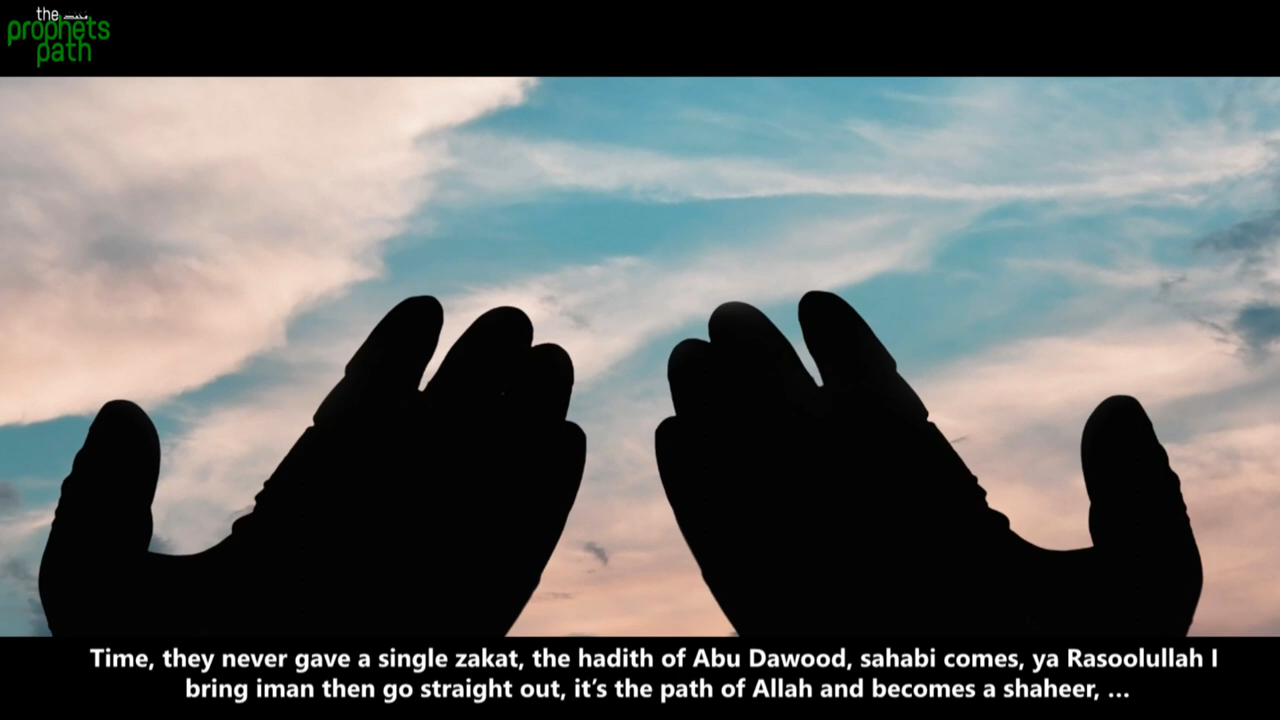 the
prophets
path
Time, they never gave a single zakat, the hadith of Abu Dawood, sahabi comes, ya Rasoolullah I
bring iman then go straight out, it’s the path of Allah and becomes a shaheer, ...